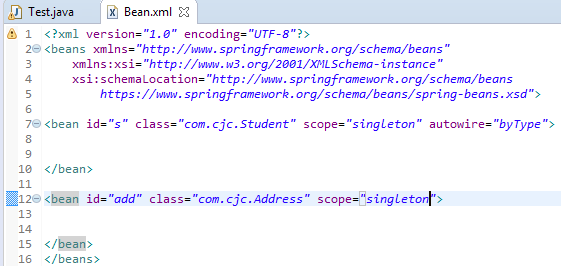 Test.java Bean.xml
1 <?xml version="1.0" encoding="UTF-8"?>
2 <beans xmlns="http://www.springframework.org/schema/beans"
3 xmlns:xsi="http://www.w3.org/2001/XMLSchema-instance"
4 xsi:schemaLocation="http://www.springframework.org/schema/beans
5 https://www.springframework.org/schema/beans/spring-beans.xsd">
6
7 <bean id="s" class="com.cjc.Student" scope="singleton" autowire="byType">
8
9
10 </bean>
11
12 <bean id="add" class="com.cjc.Address" scope="singleton">
13
14
15 </bean>
16 </beans>